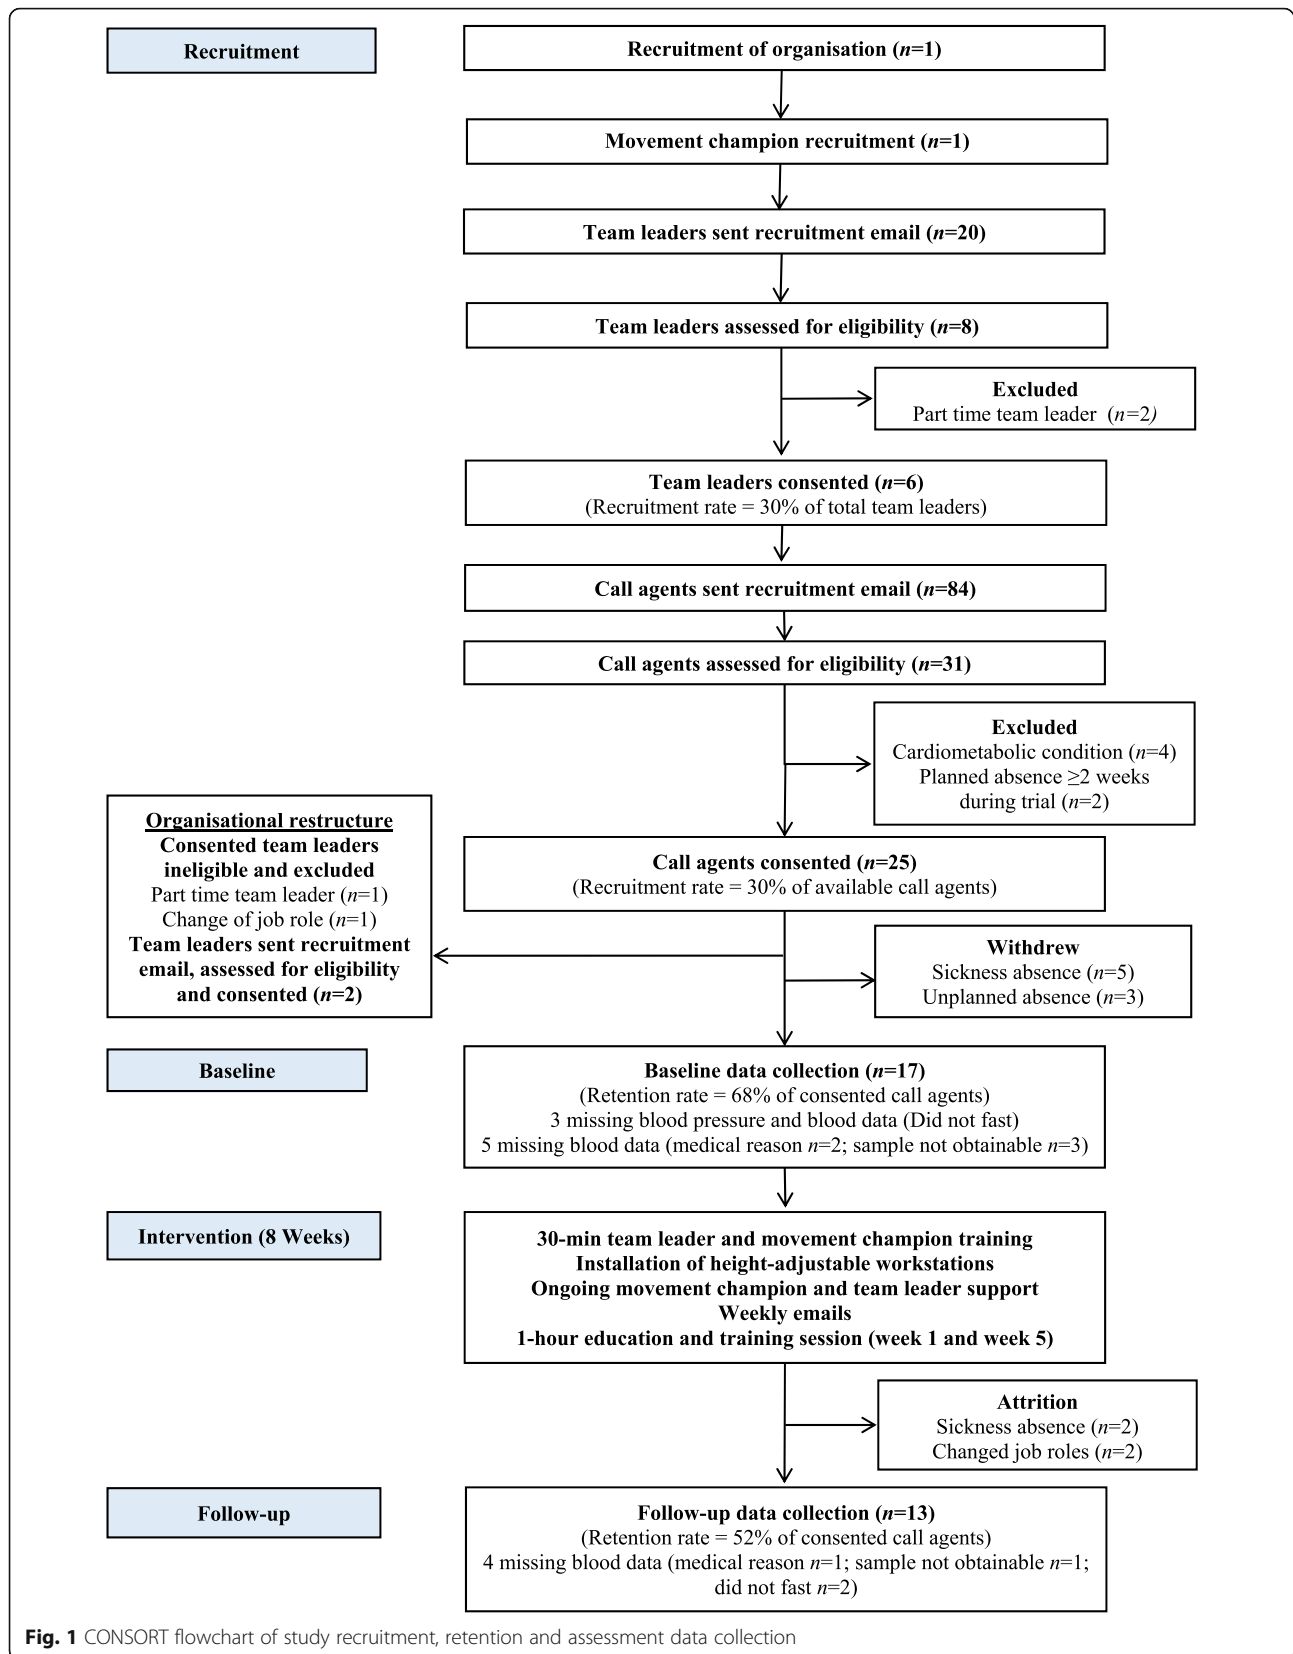 Recruitment
Recruitment of organisation (n=1)
Movement champion recruitment (n=1)
Team leaders sent recruitment email (n=20)
Team leaders assessed for eligibility (n=8)
Excluded
Part time team leader (n=2)
Team leaders consented (n=6)
(Recruitment rate = 30% of total team leaders)
Call agents sent recruitment email (n=84)
Call agents assessed for eligibility (n=31)
Excluded
Cardiometabolic condition (n=4)
Planned absence ≥2 weeks
during trial (n=2)
Organisational restructure
Consented team leaders
ineligible and excluded
Part time team leader (n=1)
Change of job role (n=1)
Team leaders sent recruitment
email, assessed for eligibility
and consented (n=2)
Call agents consented (n=25)
(Recruitment rate = 30% of available call agents)
Withdrew
Sickness absence (n=5)
Unplanned absence (n=3)
Baseline
Baseline data collection (n=17)
(Retention rate = 68% of consented call agents)
3 missing blood pressure and blood data (Did not fast)
5 missing blood data (medical reason n=2; sample not obtainable n=3)
Intervention (8 Weeks)
30-min team leader and movement champion training
Installation of height-adjustable workstations
Ongoing movement champion and team leader support
Weekly emails
1-hour education and training session (week 1 and week 5)
Attrition
Sickness absence (n=2)
Changed job roles (n=2)
Follow-up
Follow-up data collection (n=13)
(Retention rate = 52% of consented call agents)
4 missing blood data (medical reason n=1; sample not obtainable n=1;
did not fast n=2)
Fig. 1 CONSORT flowchart of study recruitment, retention and assessment data collection